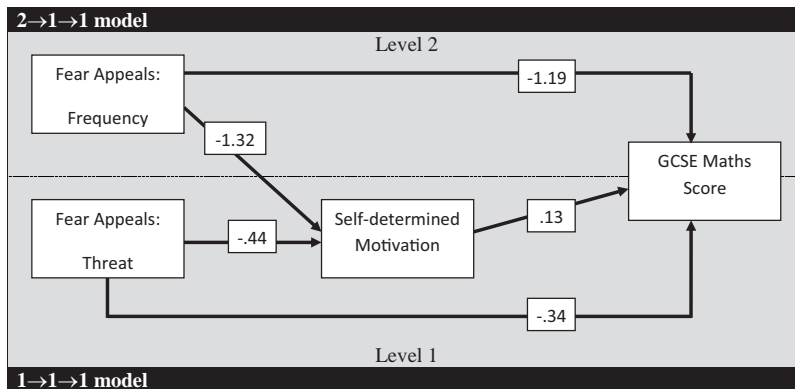 2→1→1 model
Level 2
Fear Appeals:
Frequency
-1.19
-1.32
GCSE Maths
Score
Fear Appeals:
Threat
-.44
Self-determined
Motivation
.13
-.34
Level 1
1→1→1 model